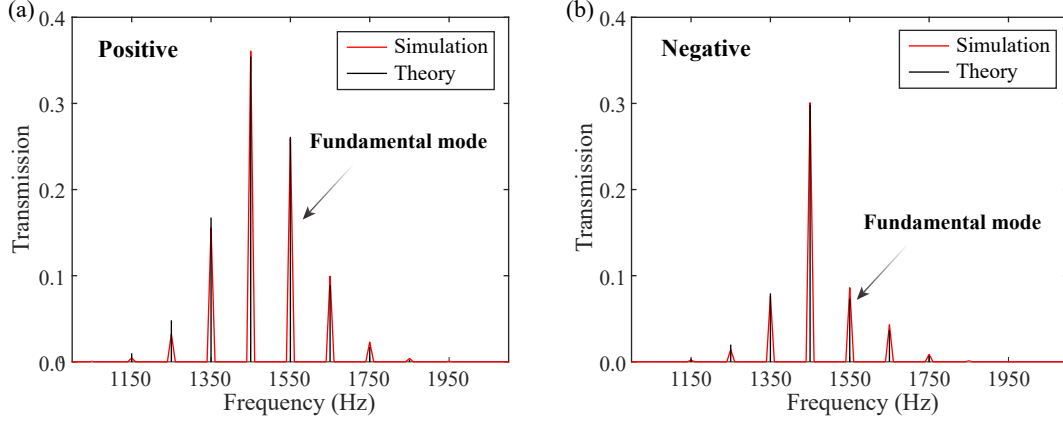 (a)
Positive
Simulation
Theory
Fundamental mode
Transmission
0.4
0.3
0.2
0.1
0.0
0
1150 1350 1550 1750 1950
Frequency (Hz)
(b)
Negative
Simulation
Theory
Fundamental mode
Transmission
0.4
0.3
0.2
0.1
0.0
1150 1350 1550 1750 1950
Frequency (Hz)